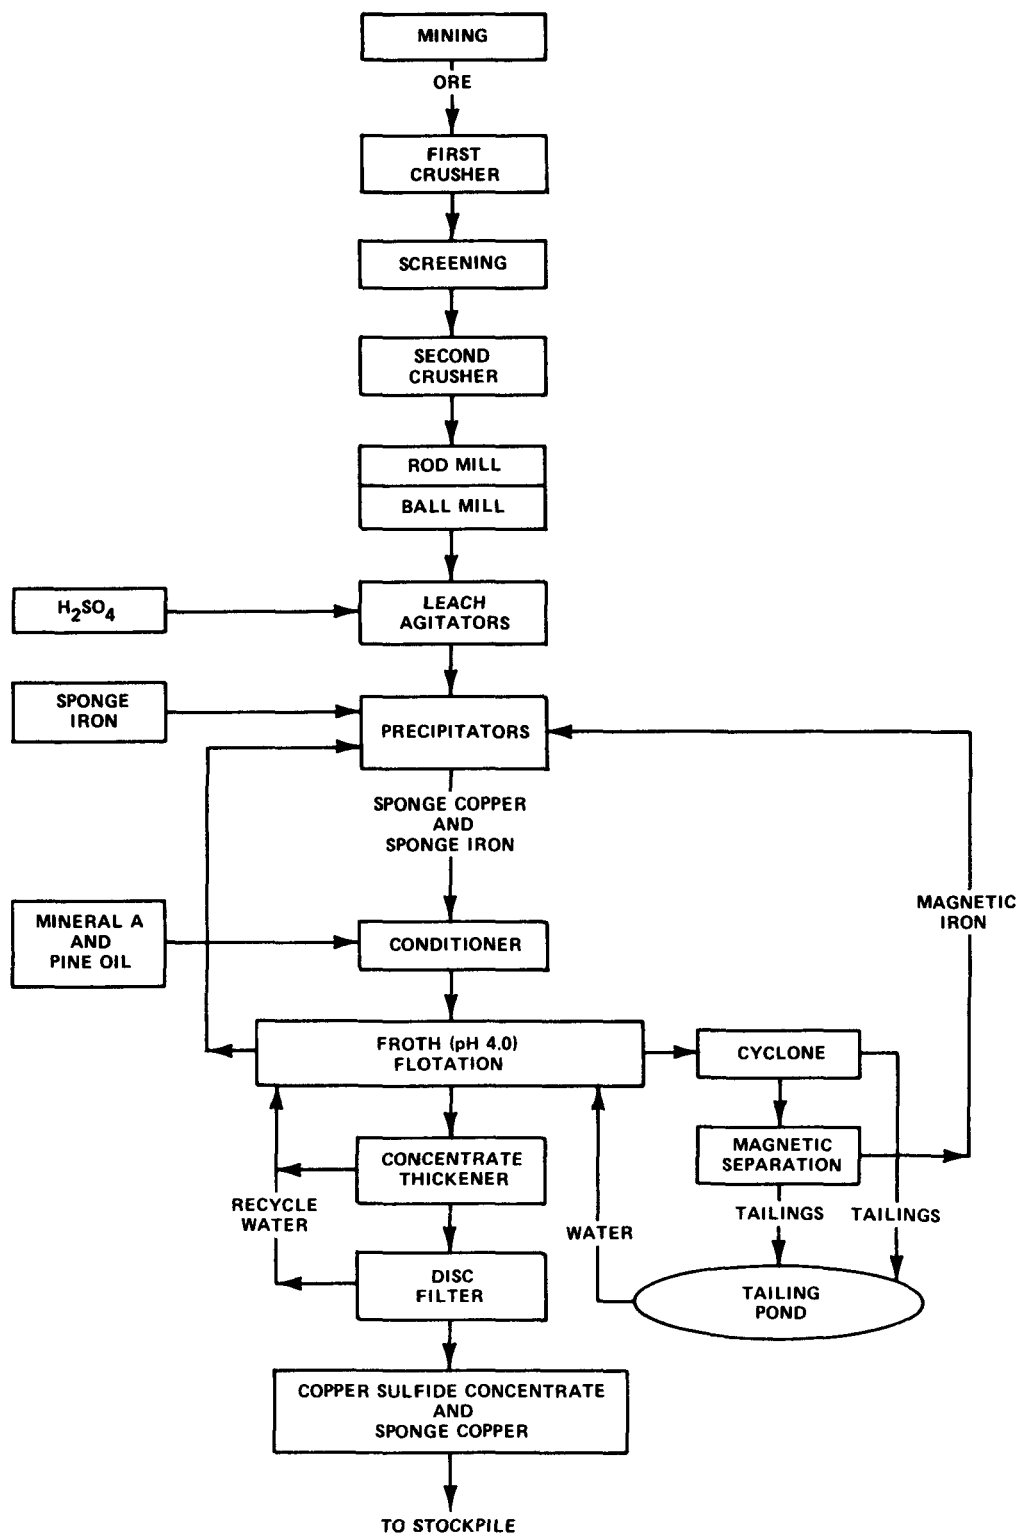 MINING
ORE
FIRST
CRUSHER
SCREENING
SECOND
CRUSHER
ROD MILL
BALL MILL
H₂SO₄
LEACH
AGITATORS
SPONGE
IRON
PRECIPITATORS
SPONGE COPPER
AND
SPONGE IRON
MAGNETIC
IRON
MINERAL A
AND
PINE OIL
CONDITIONER
FROTH (pH 4.0)
FLOTATION
CYCLONE
CONCENTRATE
THICKENER
MAGNETIC
SEPARATION
RECYCLE
WATER
WATER
TAILINGS
TAILINGS
DISC
FILTER
TAILING
POND
COPPER SULFIDE CONCENTRATE
AND
SPONGE COPPER
TO STOCKPILE